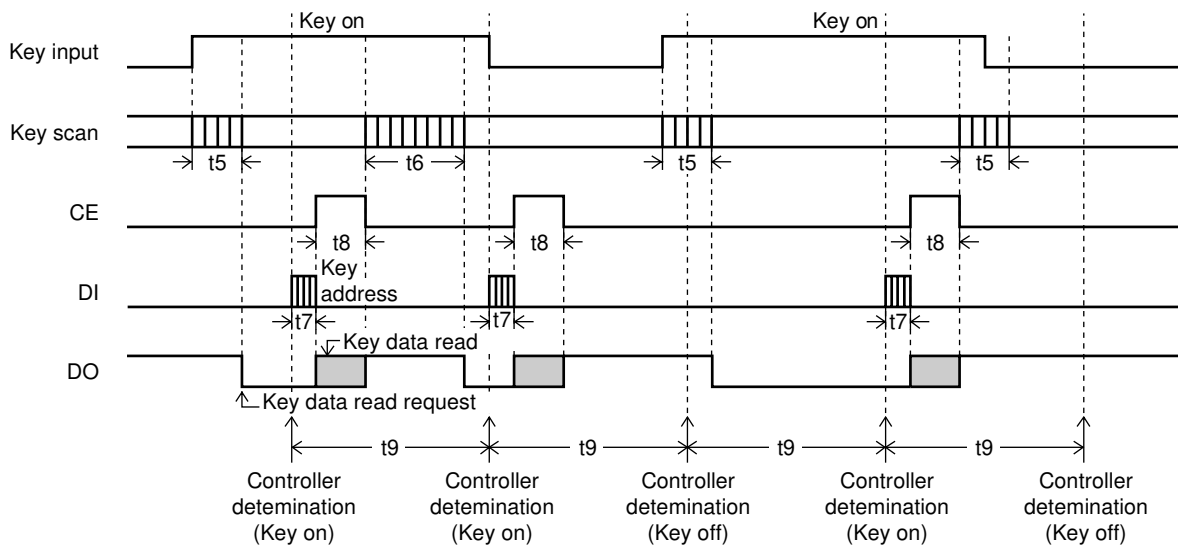 Key on Key on
Key input
Key scan
t5 t6 t5 t5
CE
t8 t8 t8
Key
address
DI
t7 t7 t7
Key data read
DO
Key data read request
t9 t9 t9 t9
Controller Controller Controller Controller Controller
detemination detemination detemination detemination detemination
(Key on) (Key on) (Key off) (Key on) (Key off)